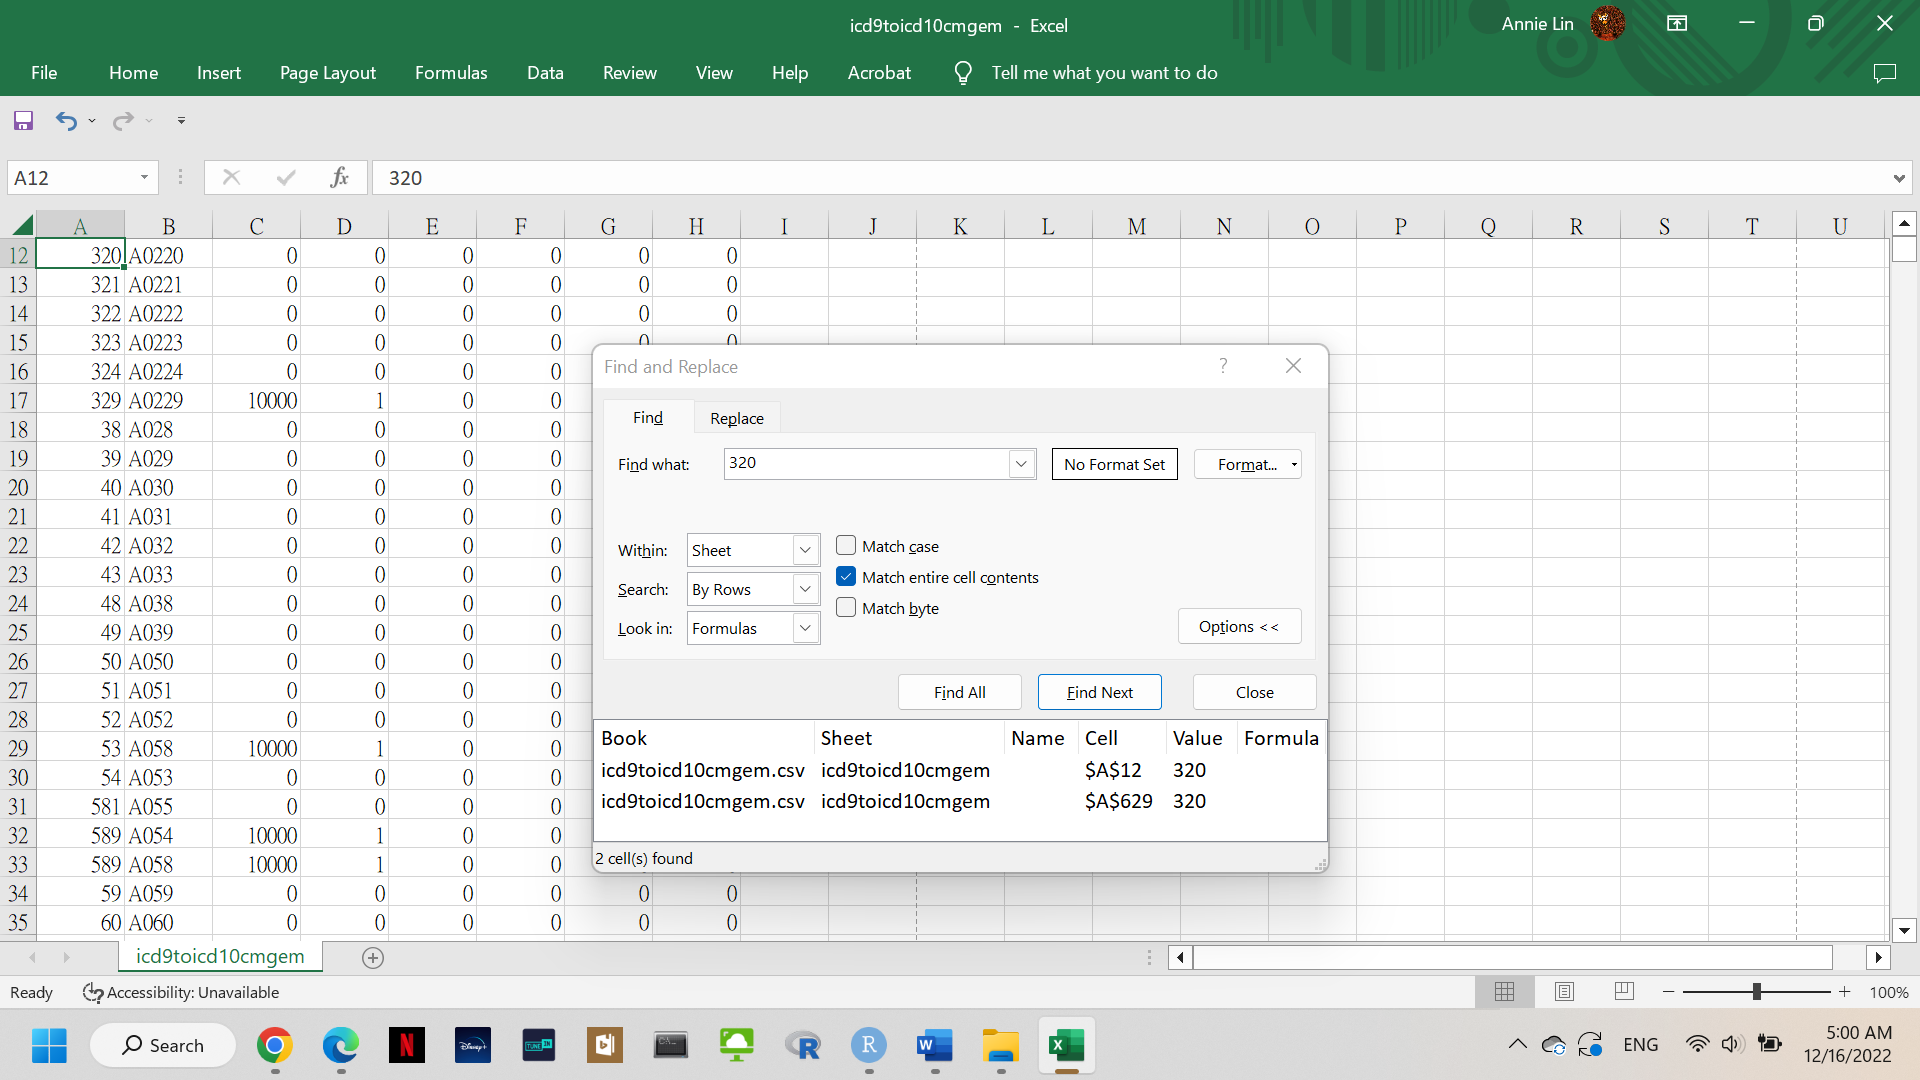 icd9toicd10cmgem - Excel
Annie Lin
File Home Insert Page Layout Formulas Data Review View Help Acrobat Tell me what you want to do
A12 fx 320
A B C D E F G H I J K L M N O P Q R S T U
12 320 A0220 0 0 0 0 0 0
13 321 A0221 0 0 0 0 0 0
14 322 A0222 0 0 0 0 0 0
15 323 A0223 0 0 0 0 0 0
16 324 A0224 0 0 0 0
17 329 A0229 10000 1 0 0
18 38 A028 0 0 0 0
19 39 A029 0 0 0 0
20 40 A030 0 0 0 0
21 41 A031 0 0 0 0
22 42 A032 0 0 0 0
23 43 A033 0 0 0 0
24 48 A038 0 0 0 0
25 49 A039 0 0 0 0
26 50 A050 0 0 0 0
27 51 A051 0 0 0 0
28 52 A052 0 0 0 0
29 53 A058 10000 1 0 0
30 54 A053 0 0 0 0
31 581 A055 0 0 0 0
32 589 A054 10000 1 0 0
33 589 A058 10000 1 0 0
34 59 A059 0 0 0 0 0 0
35 60 A060 0 0 0 0 0 0
Find and Replace ?
Find Replace
Find what: 320 No Format Set Format...
Within: Sheet Match case
Search: By Rows Match entire cell contents
Look in: Formulas Match byte
Options <<
Find All Find Next Close
Book Sheet Name Cell Value Formula
icd9toicd10cmgem.csv icd9toicd10cmgem $A$12 320
icd9toicd10cmgem.csv icd9toicd10cmgem $A$629 320
2 cell(s) found
icd9toicd10cmgem
Ready Accessibility: Unavailable 100%
Search N Disney+ TUNE IN C:\_ R R W X ENG
5:00 AM
12/16/2022